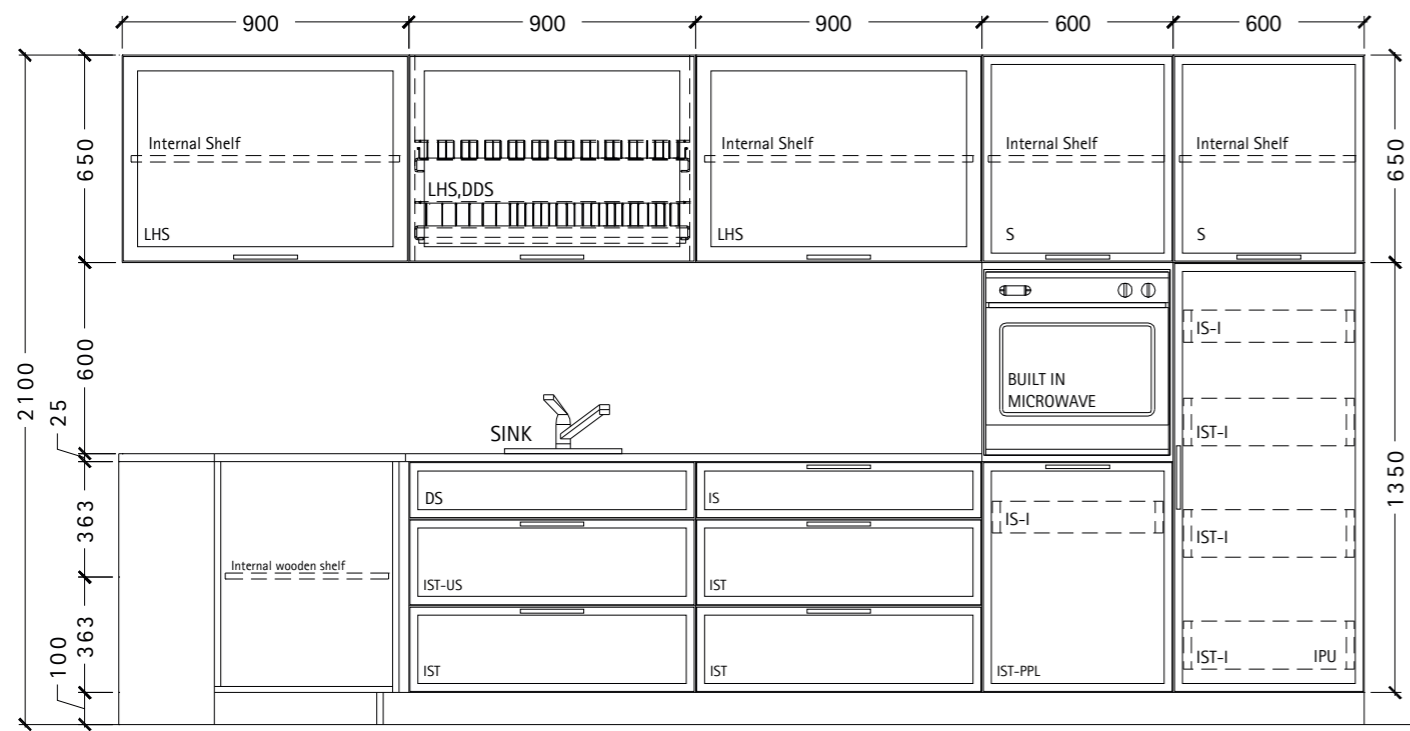 900 900 900 600 600
650
600
2100
25
363
363
100
650
1350
Internal Shelf
LHS
LHS,DDS
Internal Shelf
LHS
Internal Shelf
S
Internal Shelf
S
BUILT IN
MICROWAVE
SINK
Internal wooden shelf
DS
IST-US
IST
IS
IST
IST
IS-I
IST-PPL
IS-I
IST-I
IST-I
IST-I IPU